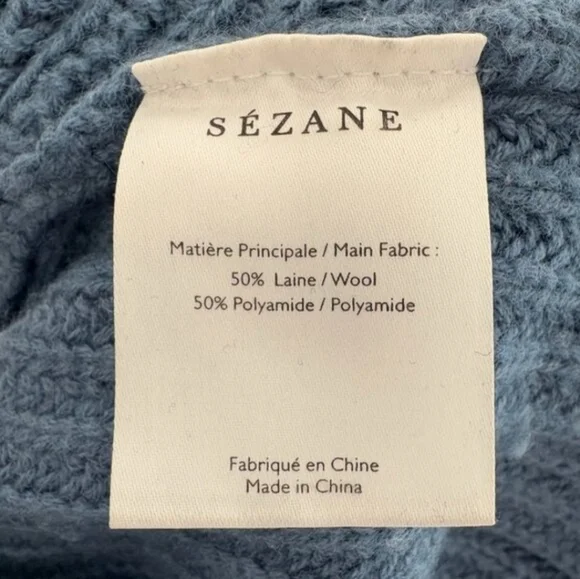 SÉZANE
Matière Principale / Main Fabric :
50% Laine / Wool
50% Polyamide / Polyamide
Fabriqué en Chine
Made in China